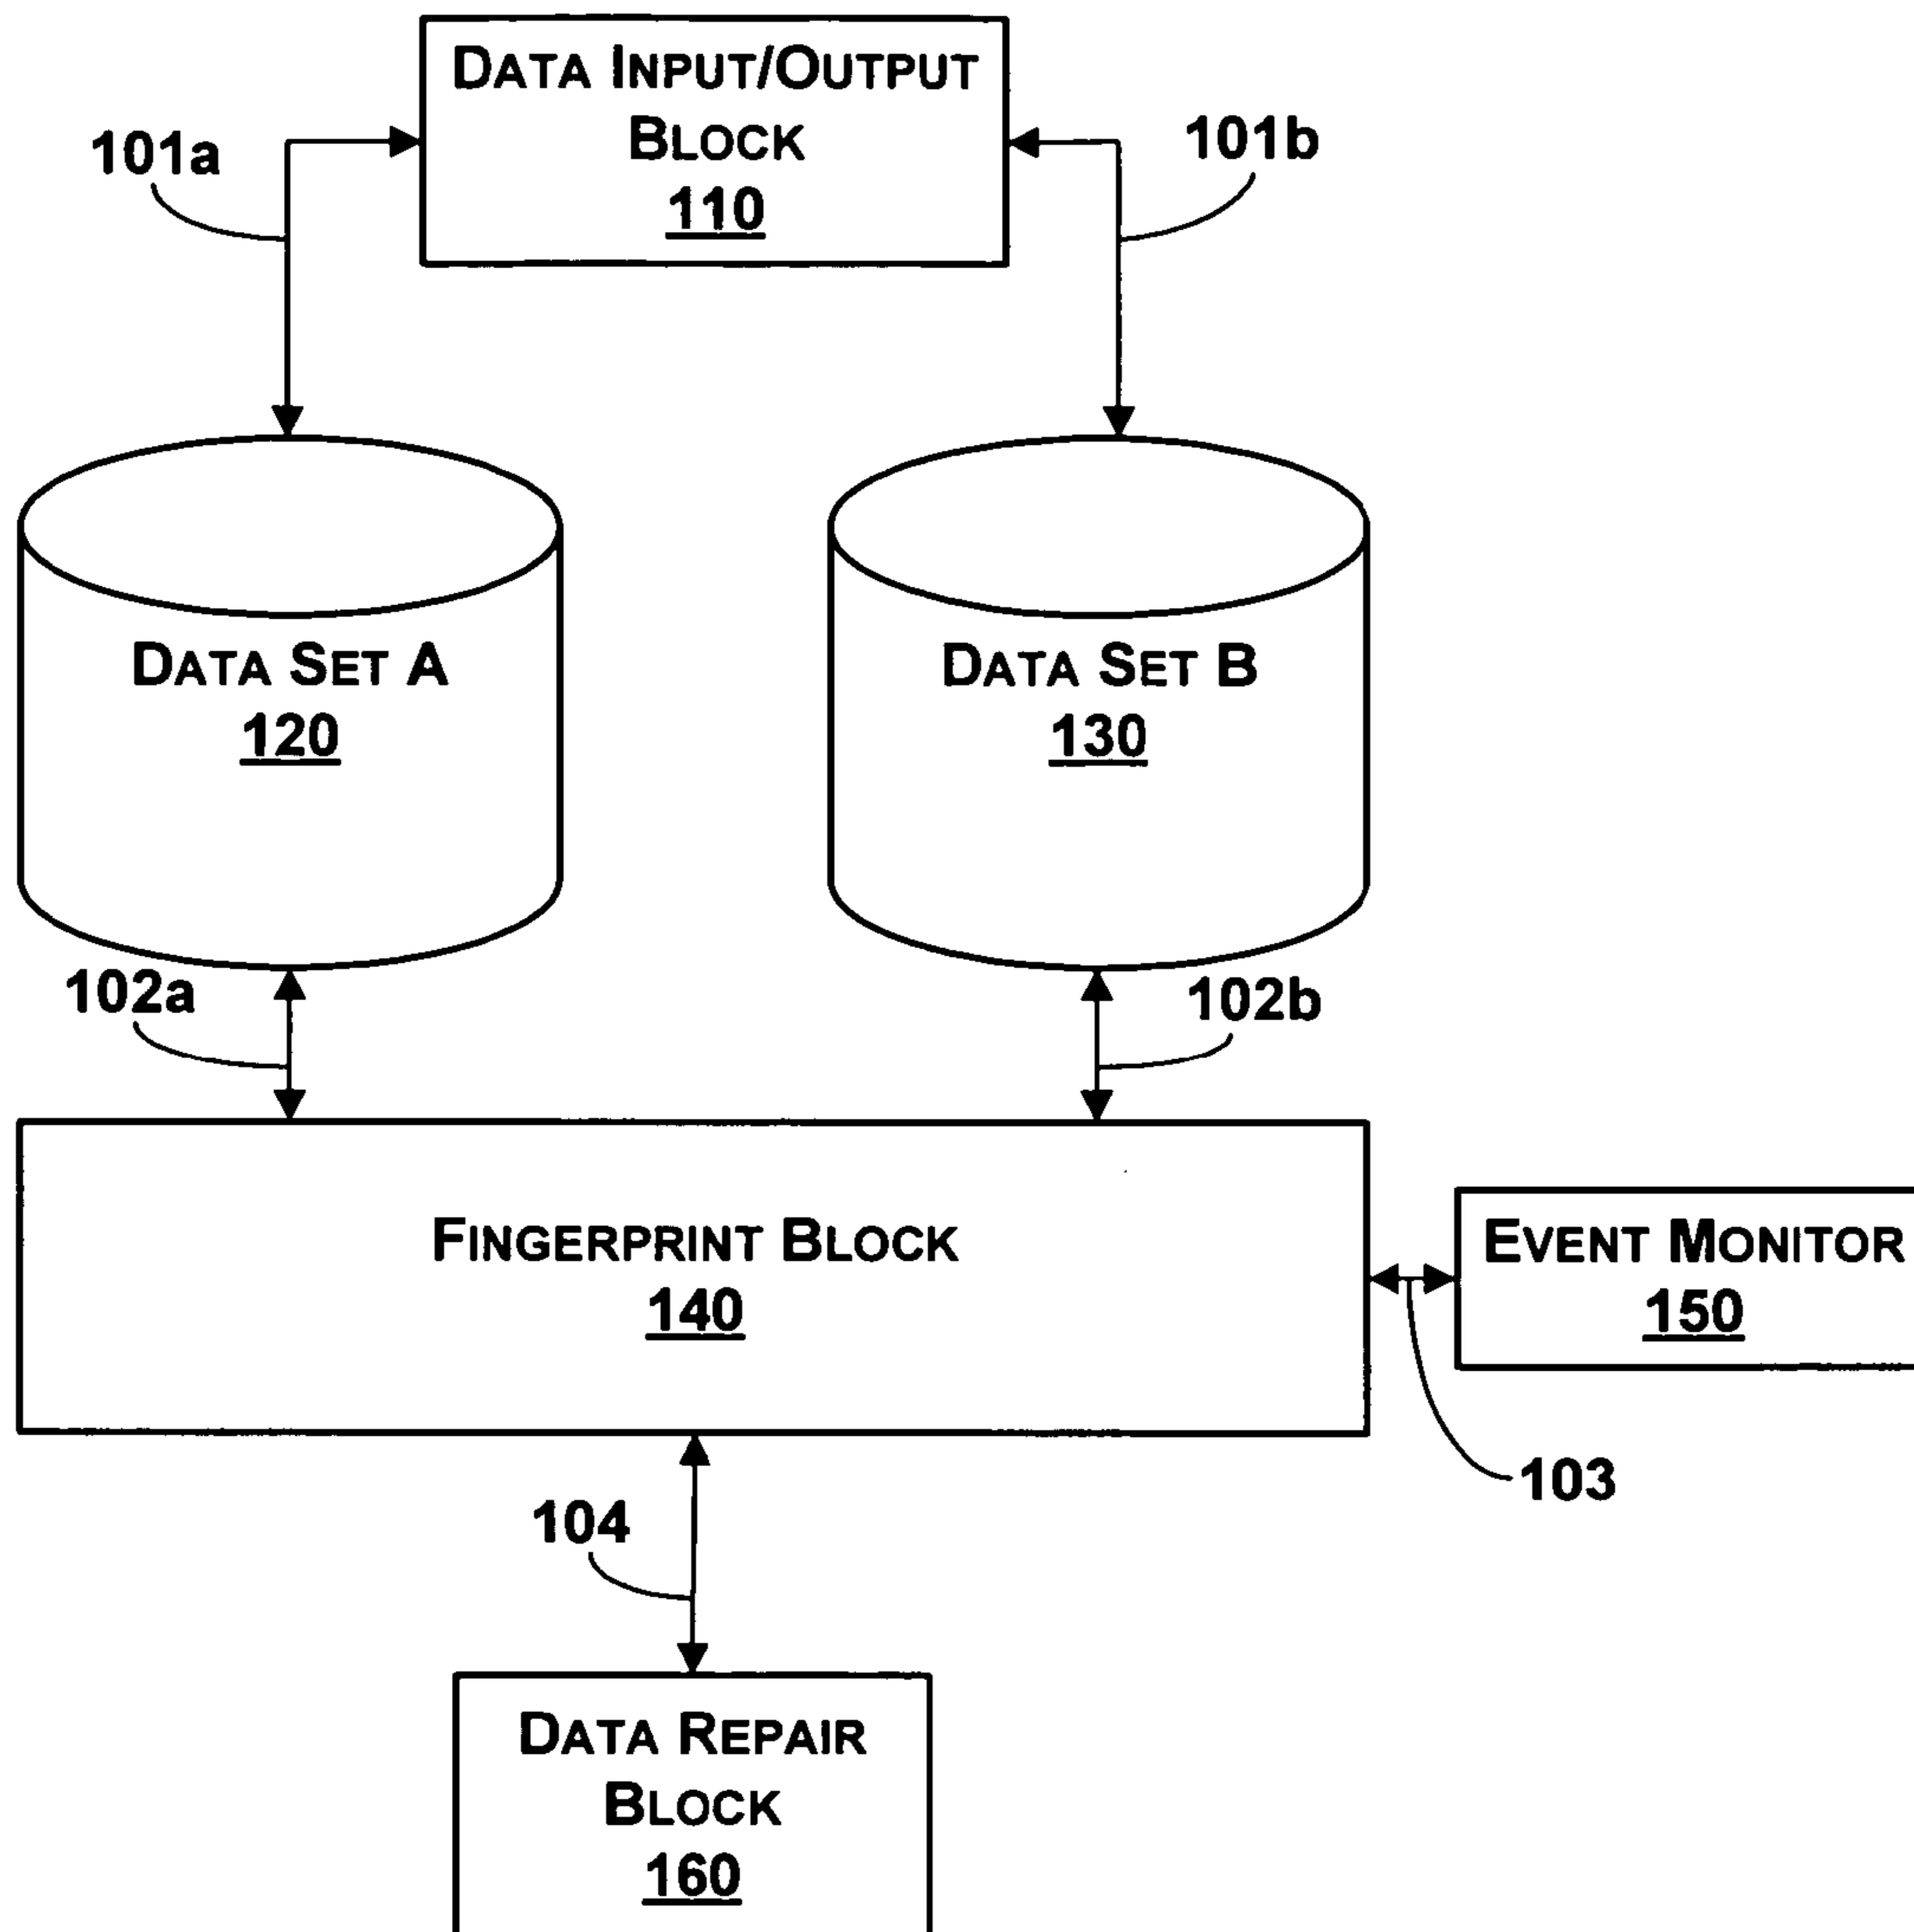 DATA INPUT/OUTPUT
BLOCK
110
101a
101b
DATA SET A
120
DATA SET B
130
102a
102b
FINGERPRINT BLOCK
140
EVENT MONITOR
150
103
104
DATA REPAIR
BLOCK
160